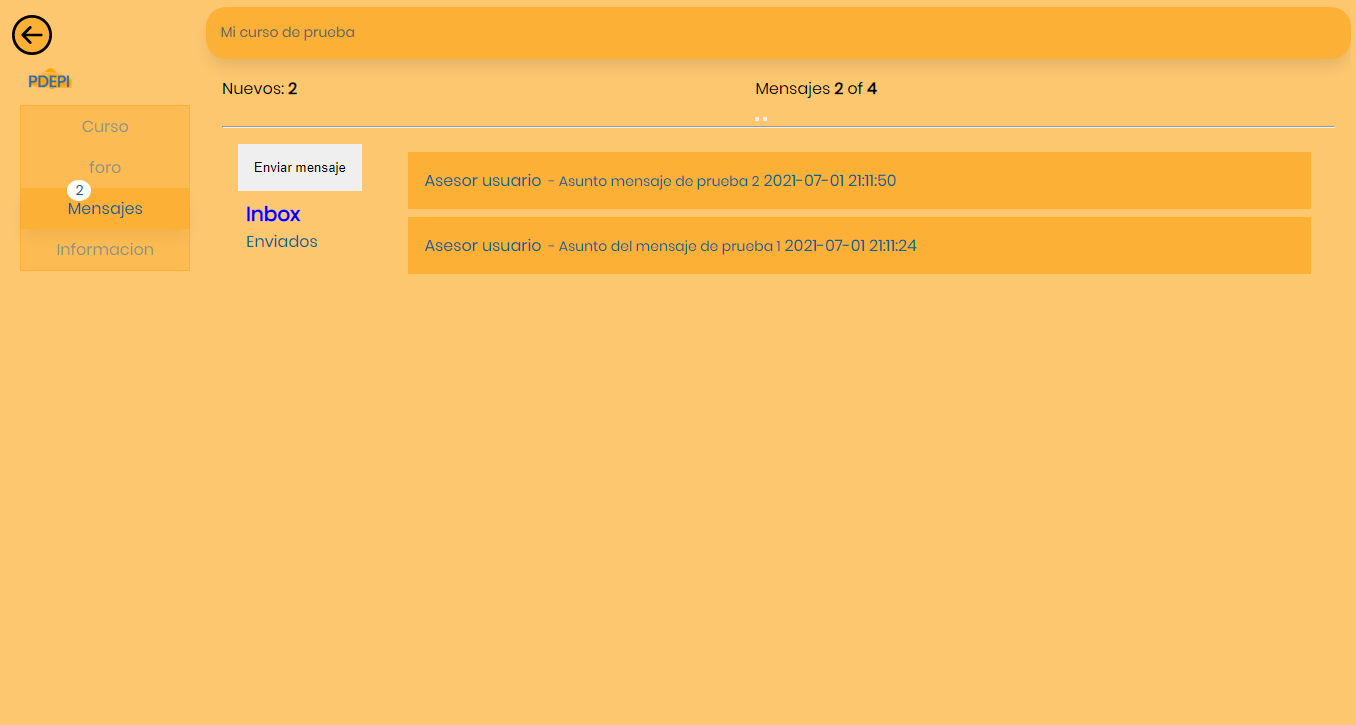 Mi curso de prueba
PDEPI
Nuevos: 2
Mensajes 2 of 4
Curso
foro
2
Mensajes
Informacion
Enviar mensaje
Inbox
Enviados
Asesor usuario - Asunto mensaje de prueba 2 2021-07-01 21:11:50
Asesor usuario - Asunto del mensaje de prueba 1 2021-07-01 21:11:24